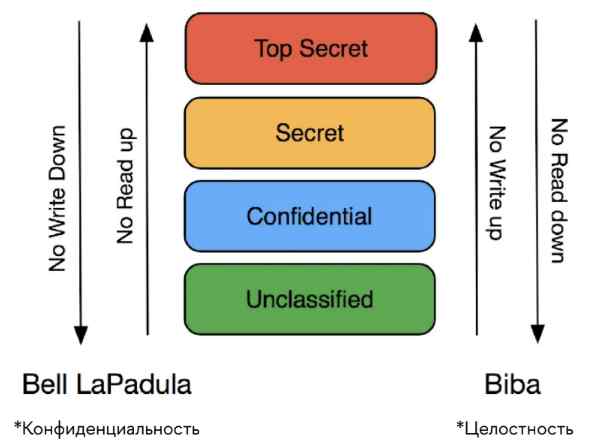 Top Secret
Secret
Confidential
Unclassified
No Write Down
No Read up
No Write up
No Read down
Bell LaPadula
Biba
*Конфиденциальность
*Целостность